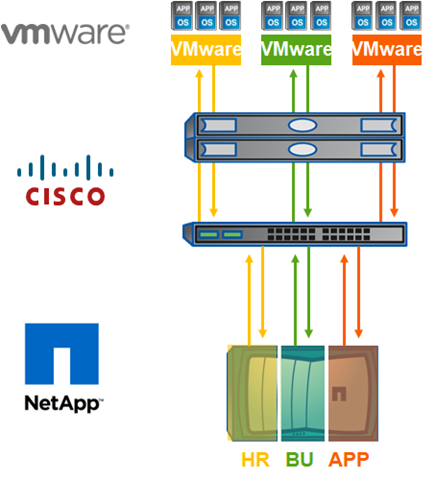 vmware®
APP APP APP APP APP APP APP APP APP
OS OS OS OS OS OS OS OS OS
VMware VMware VMware
CISCO
NetApp™
HR BU APP